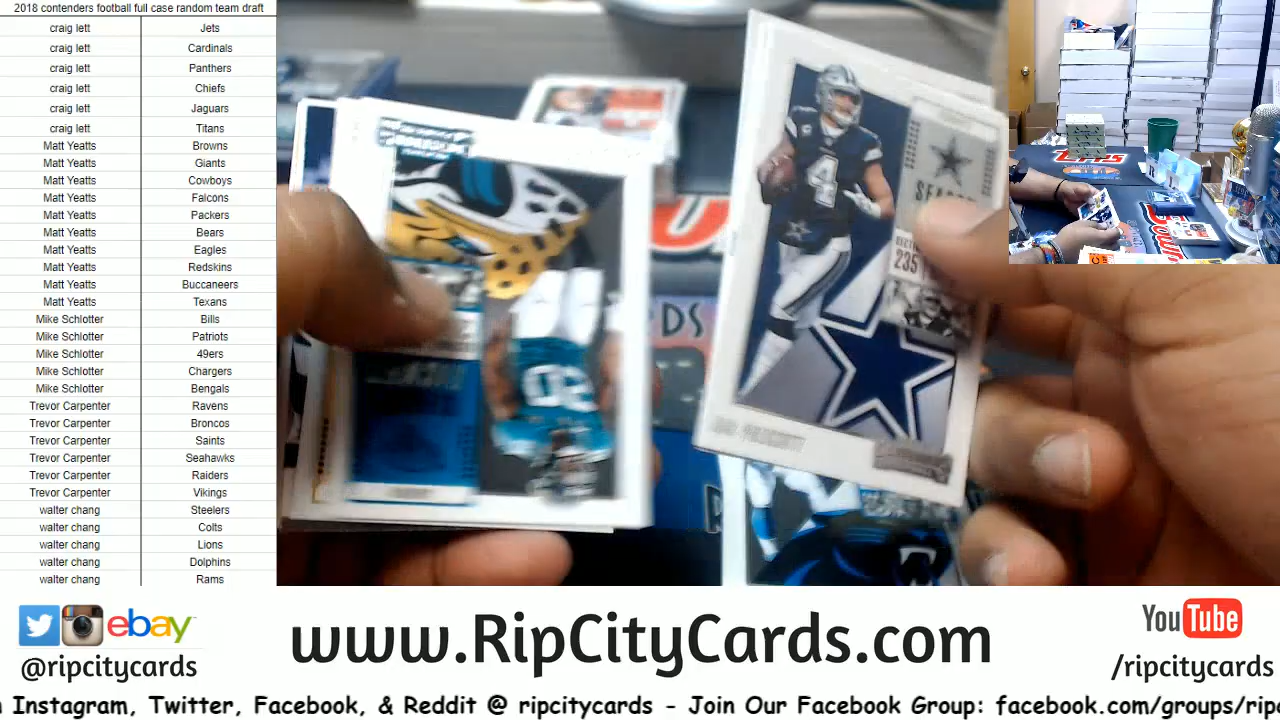 2018 contenders football full case random team draft
craig lett Jets
craig lett Cardinals
craig lett Panthers
craig lett Chiefs
craig lett Jaguars
craig lett Titans
Matt Yeatts Browns
Matt Yeatts Giants
Matt Yeatts Cowboys
Matt Yeatts Falcons
Matt Yeatts Packers
Matt Yeatts Bears
Matt Yeatts Eagles
Matt Yeatts Redskins
Matt Yeatts Buccaneers
Matt Yeatts Texans
Mike Schlotter Bills
Mike Schlotter Patriots
Mike Schlotter 49ers
Mike Schlotter Chargers
Mike Schlotter Bengals
Trevor Carpenter Ravens
Trevor Carpenter Broncos
Trevor Carpenter Saints
Trevor Carpenter Seahawks
Trevor Carpenter Raiders
Trevor Carpenter Vikings
walter chang Steelers
walter chang Colts
walter chang Lions
walter chang Dolphins
walter chang Rams
4
235
20
ebay
@ripcitycards
www.RipCityCards.com
YouTube
/ripcitycards
Instagram, Twitter, Facebook, & Reddit @ ripcitycards - Join Our Facebook Group: facebook.com/groups/rip